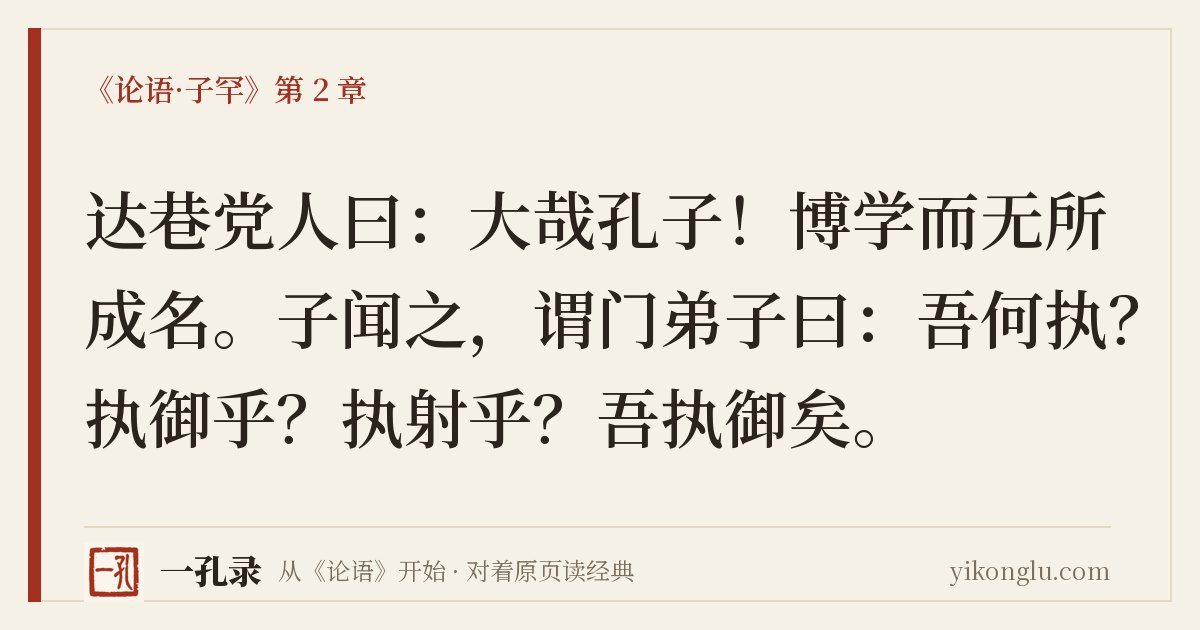 《论语·子罕》第 2 章
达巷党人曰：大哉孔子！博学而无所
成名。子闻之，谓门弟子曰：吾何执？
执御乎？执射乎？吾执御矣。
一孔
一孔录 从《论语》开始 · 对着原页读经典 yikonglu.com